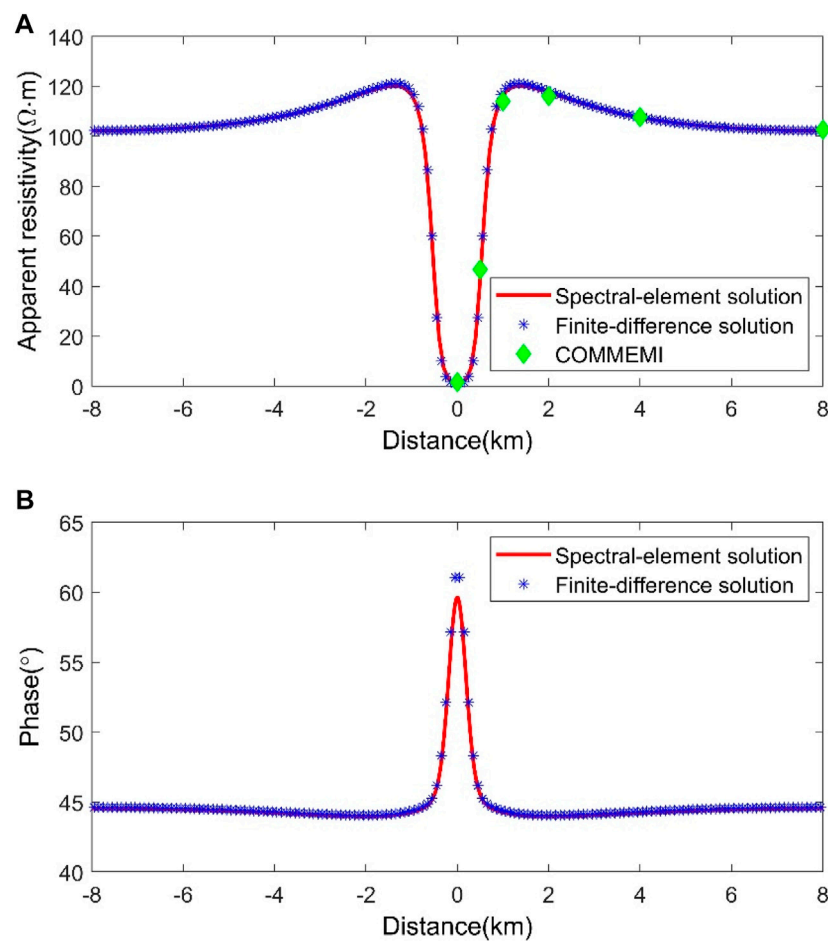 A
Apparent resistivity(Ω·m)
140
120
100
80
60
40
20
0
Spectral-element solution
Finite-difference solution
COMMEMI
-8 -6 -4 -2 0 2 4 6 8
Distance(km)
B
Phase(°)
65
60
55
50
45
40
Spectral-element solution
Finite-difference solution
-8 -6 -4 -2 0 2 4 6 8
Distance(km)